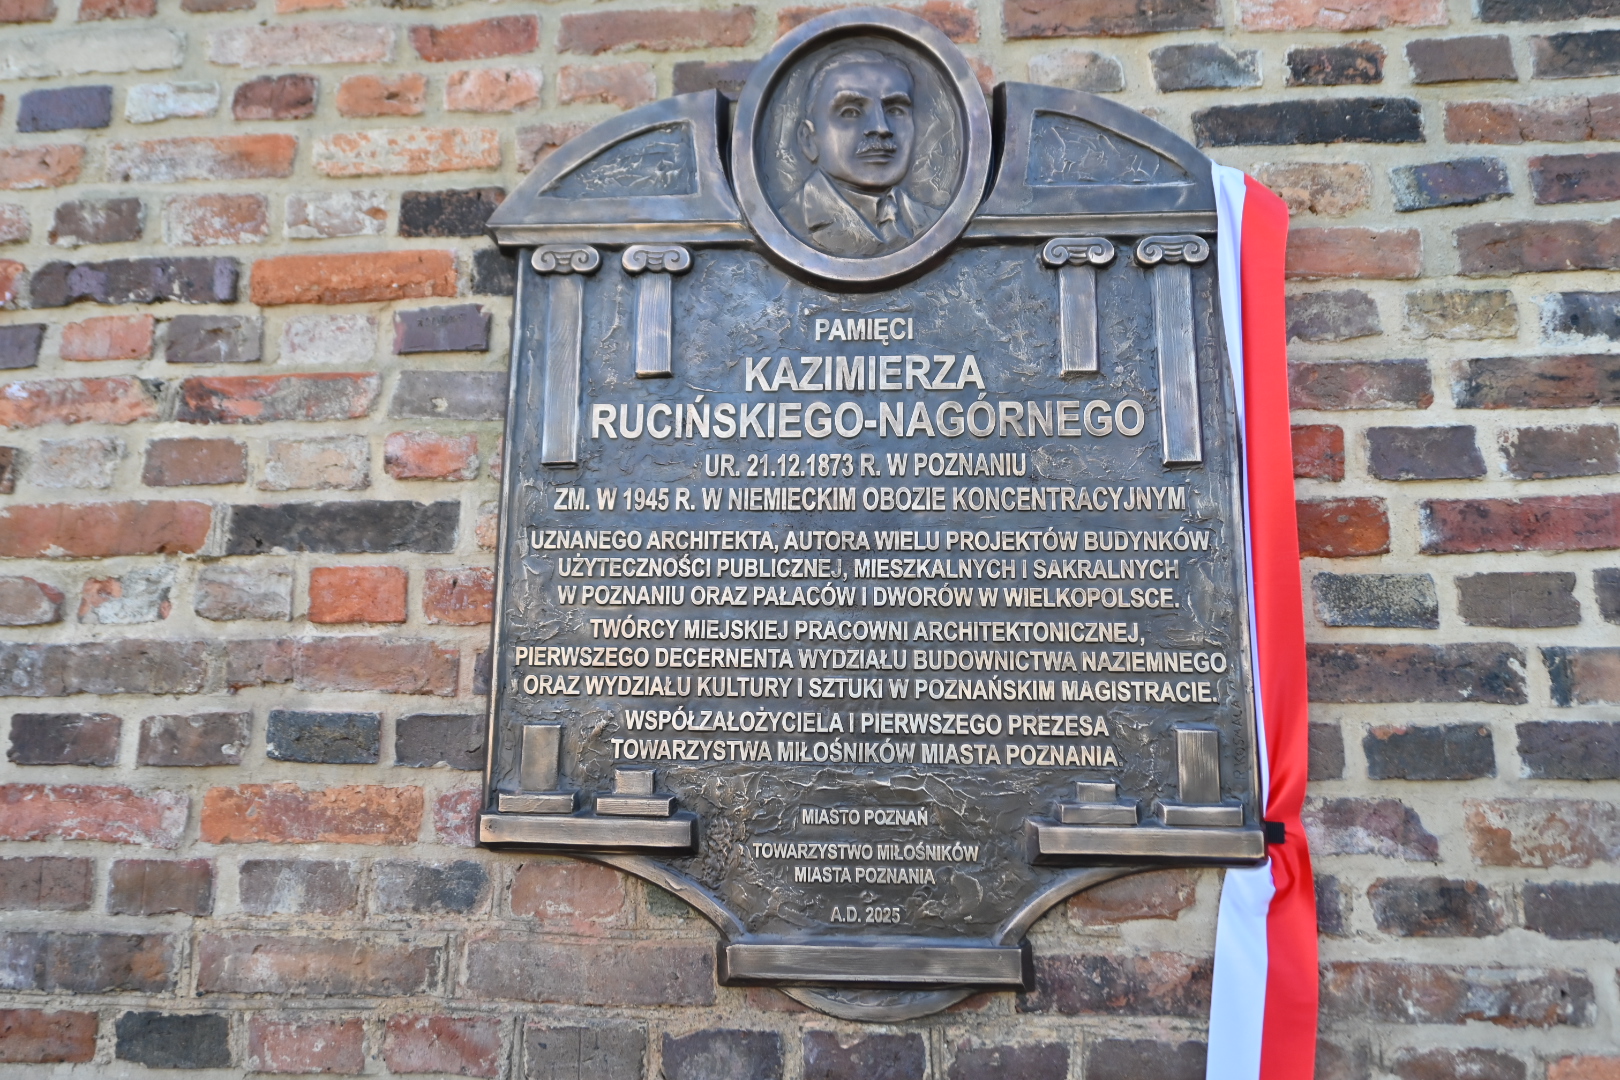 PAMIĘCI
KAZIMIERZA
RUCIŃSKIEGO-NAGÓRNEGO
UR. 21.12.1873 R. W POZNANIU
ZM. W 1945 R. W NIEMIECKIM OBOZIE KONCENTRACYJNYM
UZNANEGO ARCHITEKTA, AUTORA WIELU PROJEKTÓW BUDYNKÓW
UŻYTECZNOŚCI PUBLICZNEJ, MIESZKALNYCH I SAKRALNYCH
W POZNANIU ORAZ PAŁACÓW I DWORÓW W WIELKOPOLSCE.
TWÓRCY MIEJSKIEJ PRACOWNI ARCHITEKTONICZNEJ,
PIERWSZEGO DECERNENTA WYDZIAŁU BUDOWNICTWA NAZIEMNEGO
ORAZ WYDZIAŁU KULTURY I SZTUKI W POZNAŃSKIM MAGISTRACIE.
WSPÓŁZAŁOŻYCIELA I PIERWSZEGO PREZESA
TOWARZYSTWA MIŁOŚNIKÓW MIASTA POZNANIA.
MIASTO POZNAŃ
TOWARZYSTWO MIŁOŚNIKÓW
MIASTA POZNANIA
A.D. 2025